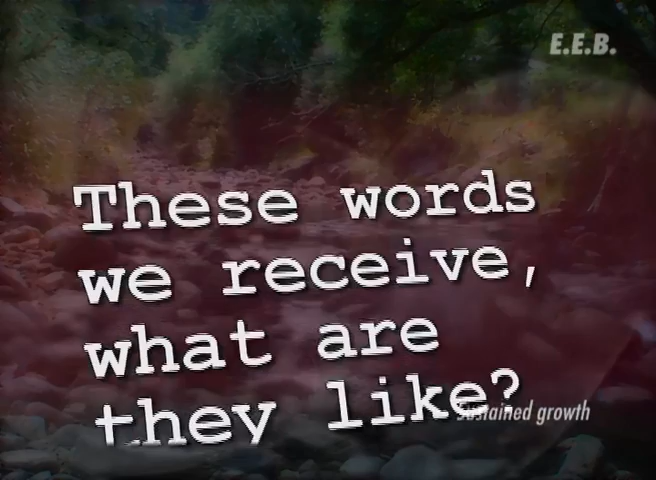 E.E.B.
These words
we receive,
what are
they like?
Sustained growth